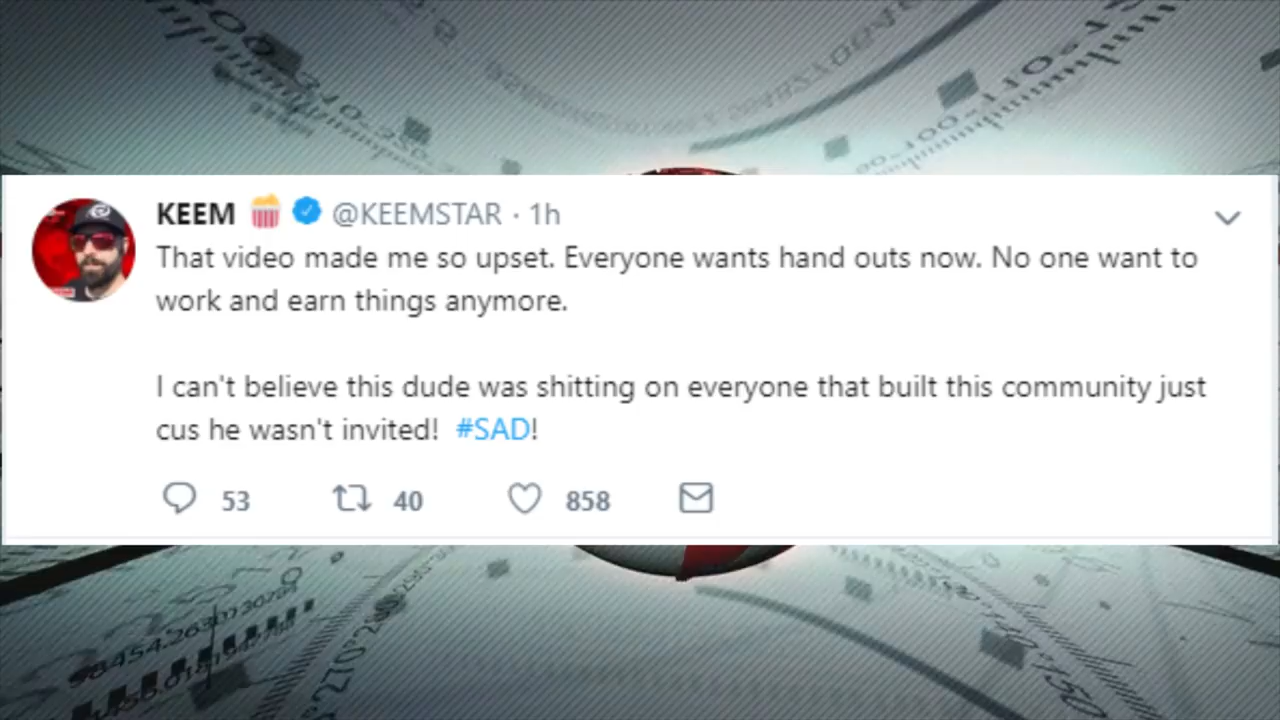 KEEM 🍿 @KEEMSTAR · 1h
That video made me so upset. Everyone wants hand outs now. No one want to
work and earn things anymore.
I can't believe this dude was shitting on everyone that built this community just
cus he wasn't invited! #SAD!
53 40 858